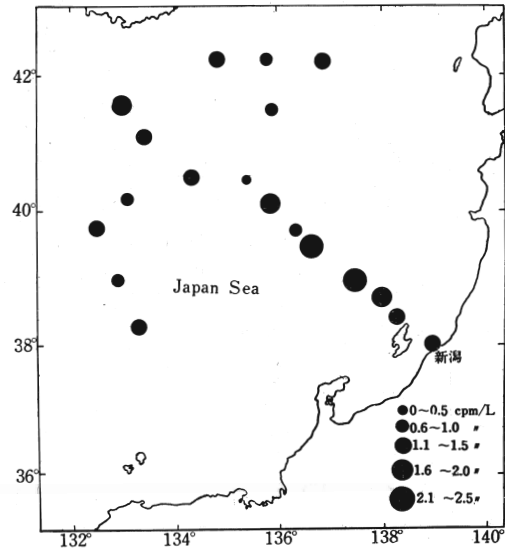 42°
40°
Japan Sea
38°
新潟
0～0.5 cpm/L
0.6～1.0 〃
1.1 ～1.5 〃
1.6 ～2.0 〃
2.1 ～2.5 〃
36°
132° 134° 136° 138° 140°